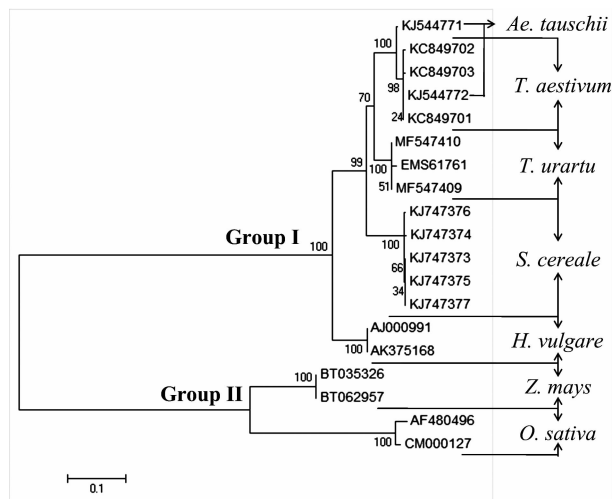 KJ544771
Ae. tauschii
100
KC849702
KC849703
T. aestivum
98
KJ544772
70
24
KC849701
MF547410
99
100
EMS61761
T. urartu
51
MF547409
KJ747376
Group I
100
KJ747374
100
KJ747373
S. cereale
66
KJ747375
34
KJ747377
AJ000991
H. vulgare
100
AK375168
100
BT035326
Group II
Z. mays
BT062957
AF480496
O. sativa
100
CM000127
0.1